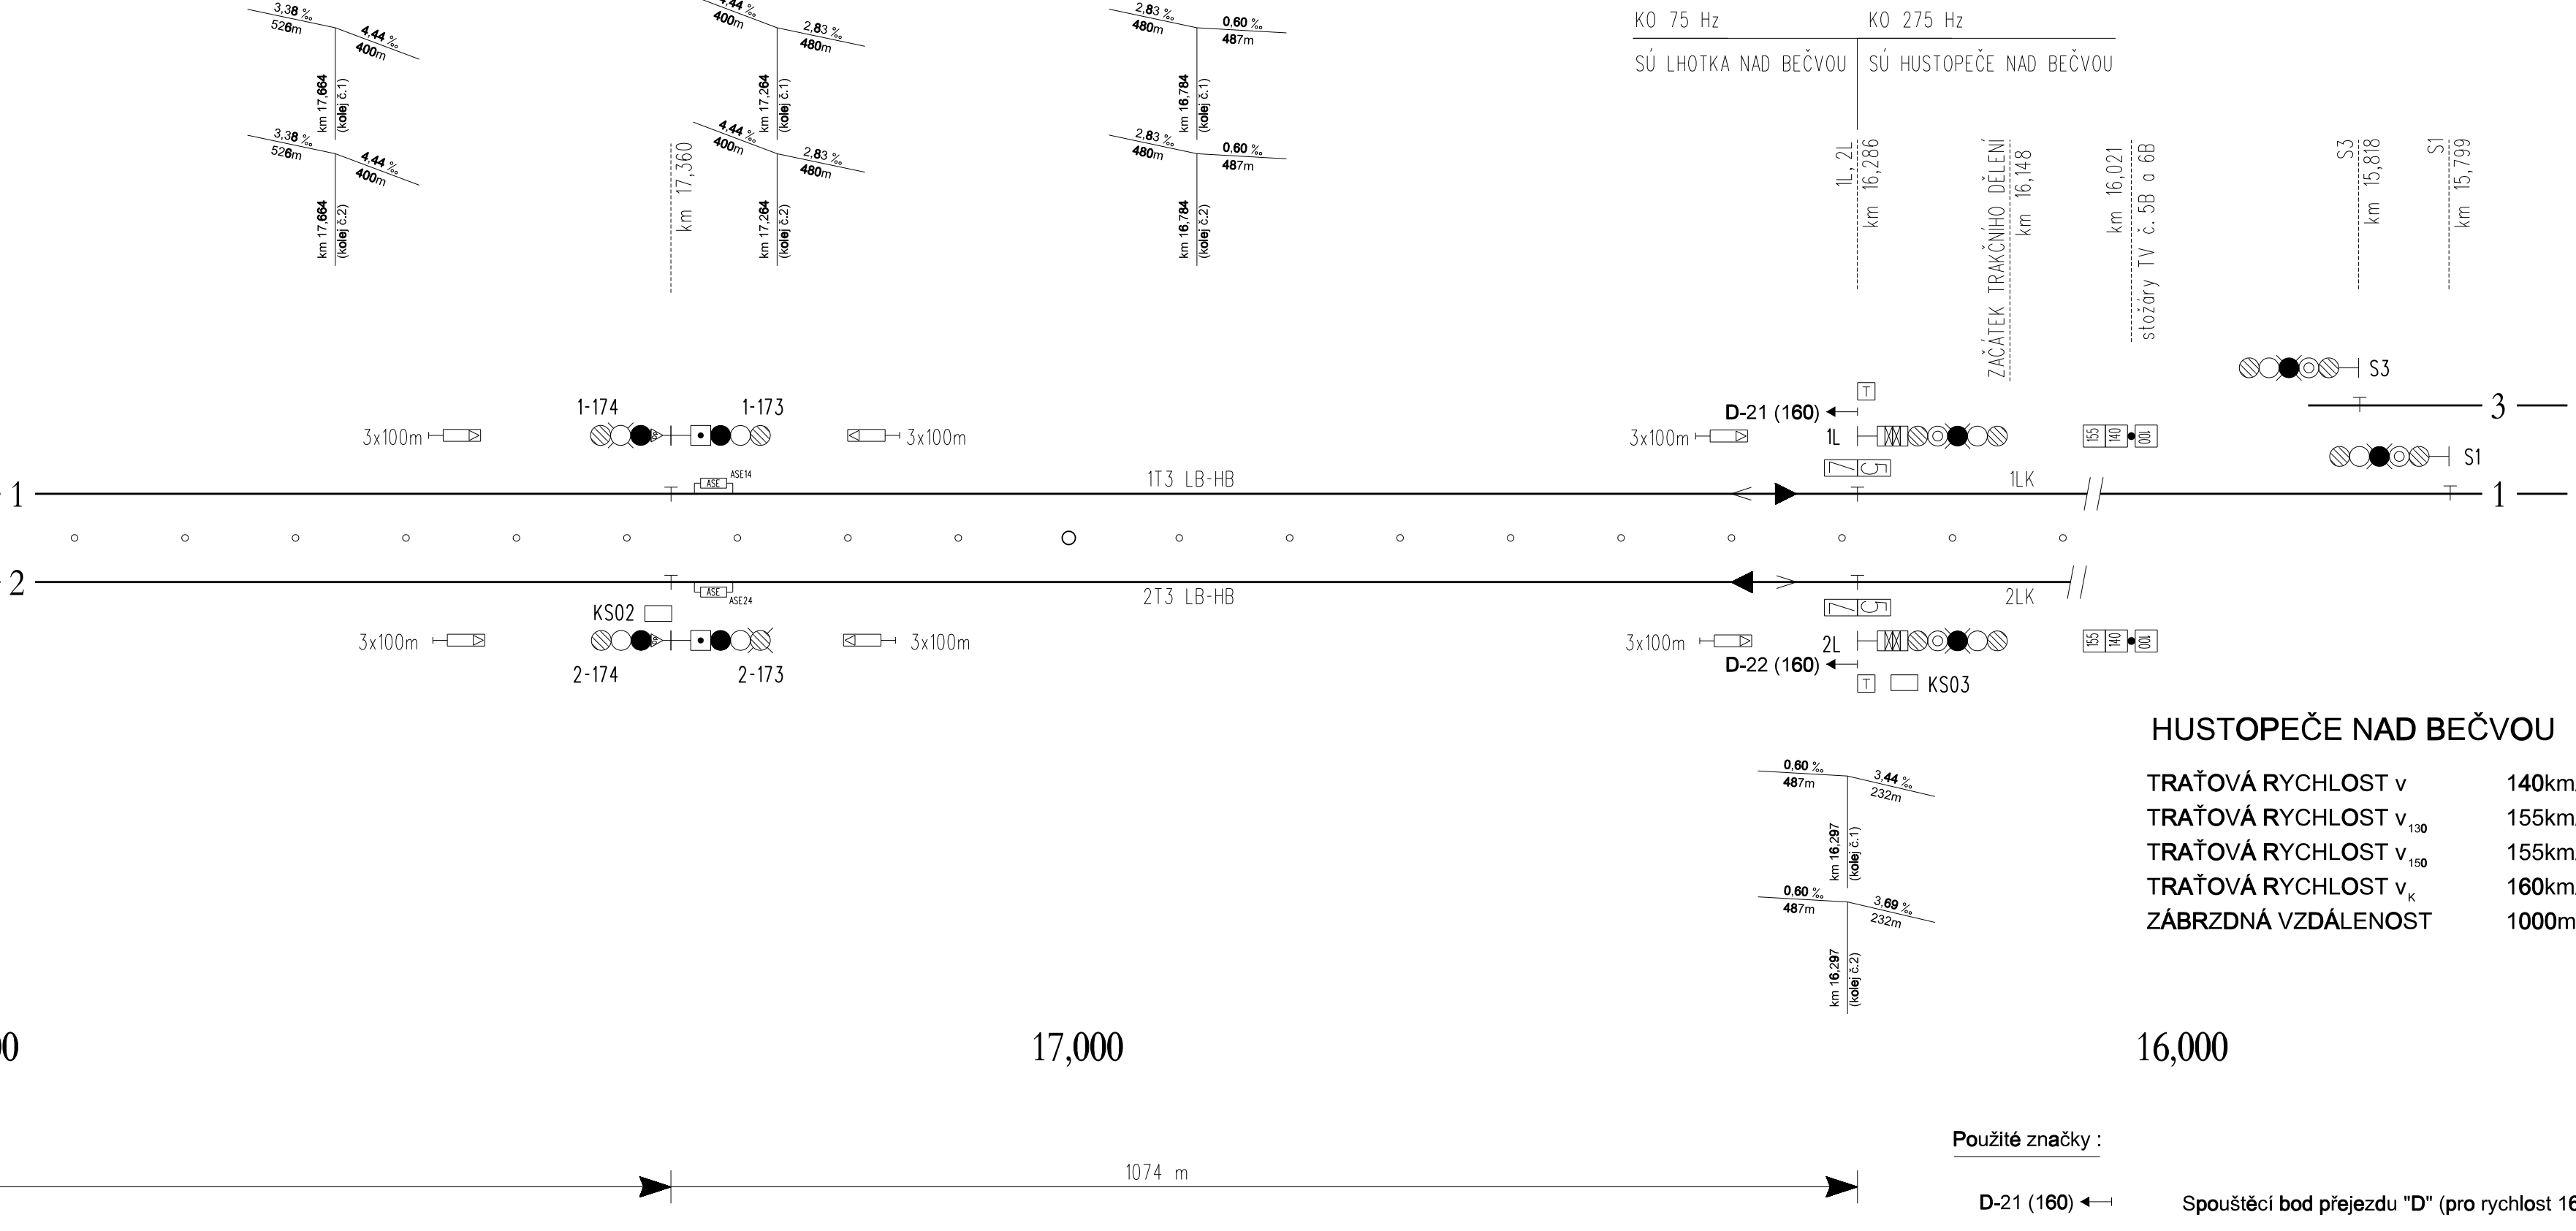 3,38 ‰
526m
4,44 ‰
400m
km 17,664
(kolej č.1)
4,44 ‰
400m
2,83 ‰
480m
km 17,264
(kolej č.1)
2,83 ‰
480m
0,60 ‰
487m
km 16,784
(kolej č.1)
KO 75 Hz
KO 275 Hz
SÚ LHOTKA NAD BEČVOU
SÚ HUSTOPEČE NAD BEČVOU
3,38 ‰
526m
4,44 ‰
400m
km 17,664
(kolej č.2)
km 17,360
4,44 ‰
400m
2,83 ‰
480m
km 17,264
(kolej č.2)
2,83 ‰
480m
0,60 ‰
487m
km 16,784
(kolej č.2)
1L, 2L
km 16,286
ZAČÁTEK TRAKČNÍHO DĚLENÍ
km 16,148
km 16,021
stožáry TV č. 5B a 6B
S3
km 15,818
S1
km 15,799
S3
3
1-174
1-173
3x100m
3x100m
3x100m
D-21 (160)
T
1L
155
140
100
S1
7
5
1
ASE
ASE14
1T3 LB-HB
1LK
1
2
ASE
ASE24
2T3 LB-HB
2LK
KS02
7
5
3x100m
3x100m
3x100m
2L
155
140
100
2-174
2-173
D-22 (160)
T
KS03
HUSTOPEČE NAD BEČVOU
TRAŤOVÁ RYCHLOST v 140km
TRAŤOVÁ RYCHLOST v130 155km
TRAŤOVÁ RYCHLOST v150 155km
TRAŤOVÁ RYCHLOST vK 160km
ZÁBRZDNÁ VZDÁLENOST 1000m
0,60 ‰
487m
3,44 ‰
232m
km 16,297
(kolej č.1)
0,60 ‰
487m
3,69 ‰
232m
km 16,297
(kolej č.2)
0
17,000
16,000
1074 m
Použité značky :
D-21 (160)
Spouštěcí bod přejezdu "D" (pro rychlost 16